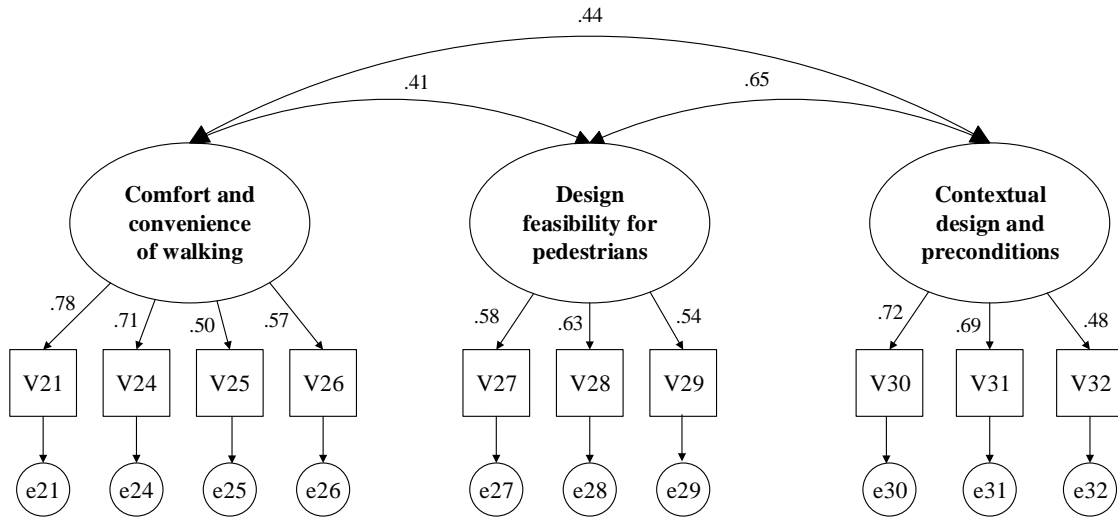 .44
.41
.65
Comfort and
convenience
of walking
Design
feasibility for
pedestrians
Contextual
design and
preconditions
.78
.71
.50
.57
.58
.63
.54
.72
.69
.48
V21
V24
V25
V26
V27
V28
V29
V30
V31
V32
e21
e24
e25
e26
e27
e28
e29
e30
e31
e32